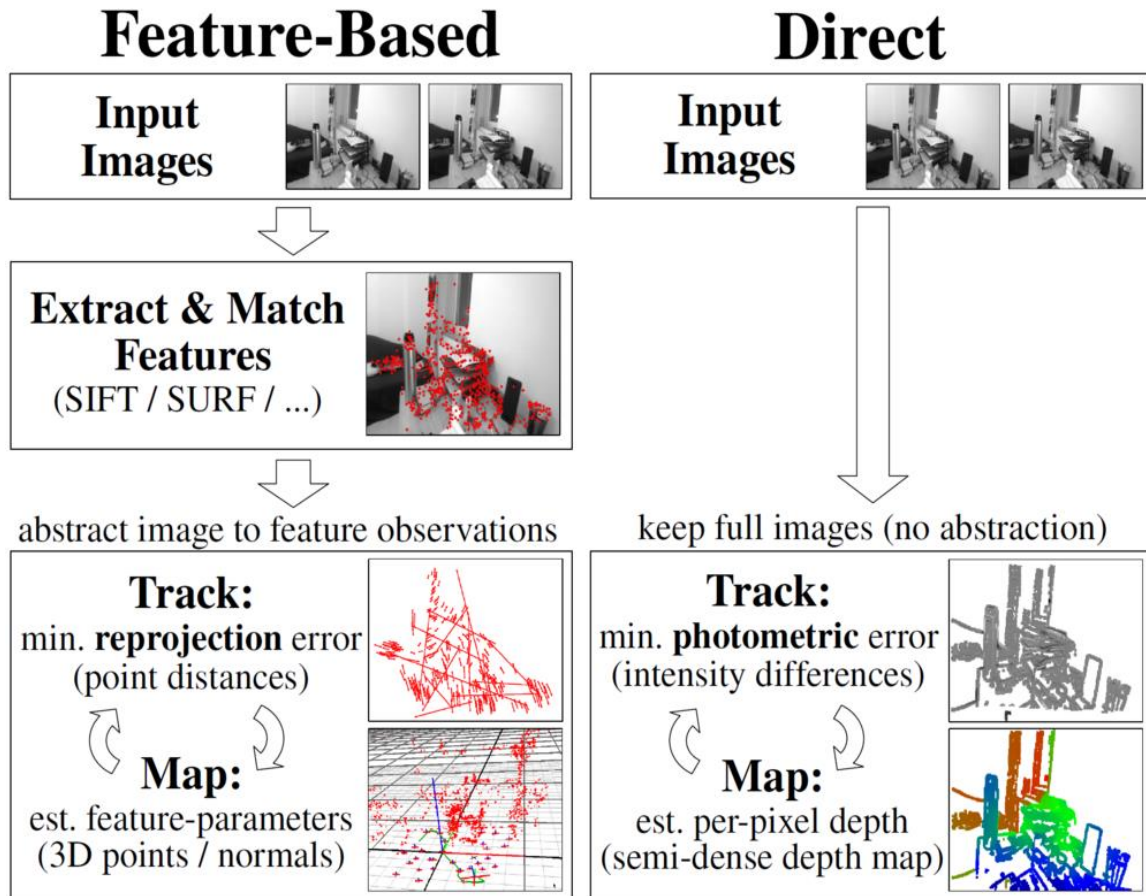 Feature-Based
Input
Images
Extract & Match
Features
(SIFT / SURF / ...)
abstract image to feature observations
Track:
min. reprojection error
(point distances)
Map:
est. feature-parameters
(3D points / normals)
Direct
Input
Images
keep full images (no abstraction)
Track:
min. photometric error
(intensity differences)
Map:
est. per-pixel depth
(semi-dense depth map)